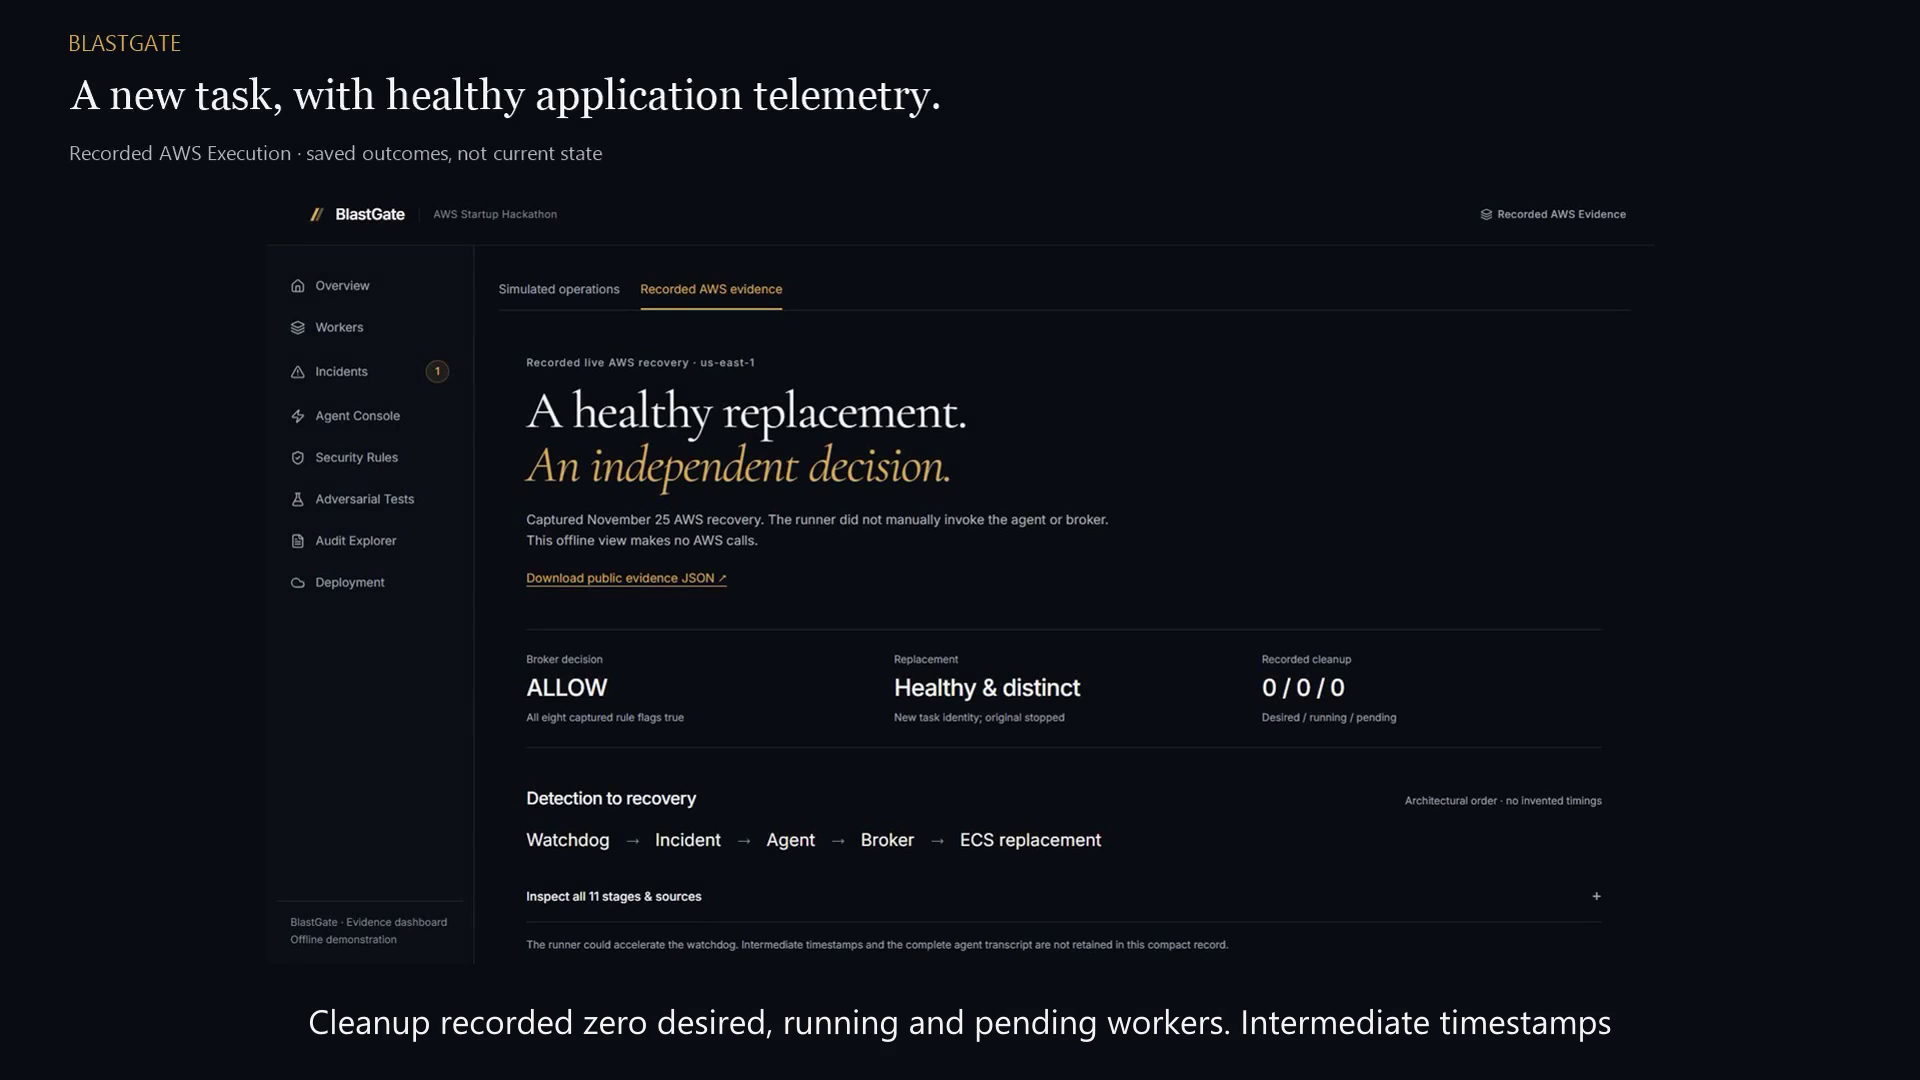 BLASTGATE
A new task, with healthy application telemetry.
Recorded AWS Execution · saved outcomes, not current state
BlastGate
AWS Startup Hackathon
Recorded AWS Evidence
Overview
Workers
Incidents
1
Agent Console
Security Rules
Adversarial Tests
Audit Explorer
Deployment
BlastGate · Evidence dashboard
Offline demonstration
Simulated operations
Recorded AWS evidence
Recorded live AWS recovery · us-east-1
A healthy replacement.
An independent decision.
Captured November 25 AWS recovery. The runner did not manually invoke the agent or broker.
This offline view makes no AWS calls.
Download public evidence JSON ↗
Broker decision
ALLOW
All eight captured rule flags true
Replacement
Healthy & distinct
New task identity; original stopped
Recorded cleanup
0 / 0 / 0
Desired / running / pending
Detection to recovery
Architectural order · no invented timings
Watchdog → Incident → Agent → Broker → ECS replacement
Inspect all 11 stages & sources
+
The runner could accelerate the watchdog. Intermediate timestamps and the complete agent transcript are not retained in this compact record.
Cleanup recorded zero desired, running and pending workers. Intermediate timestamps